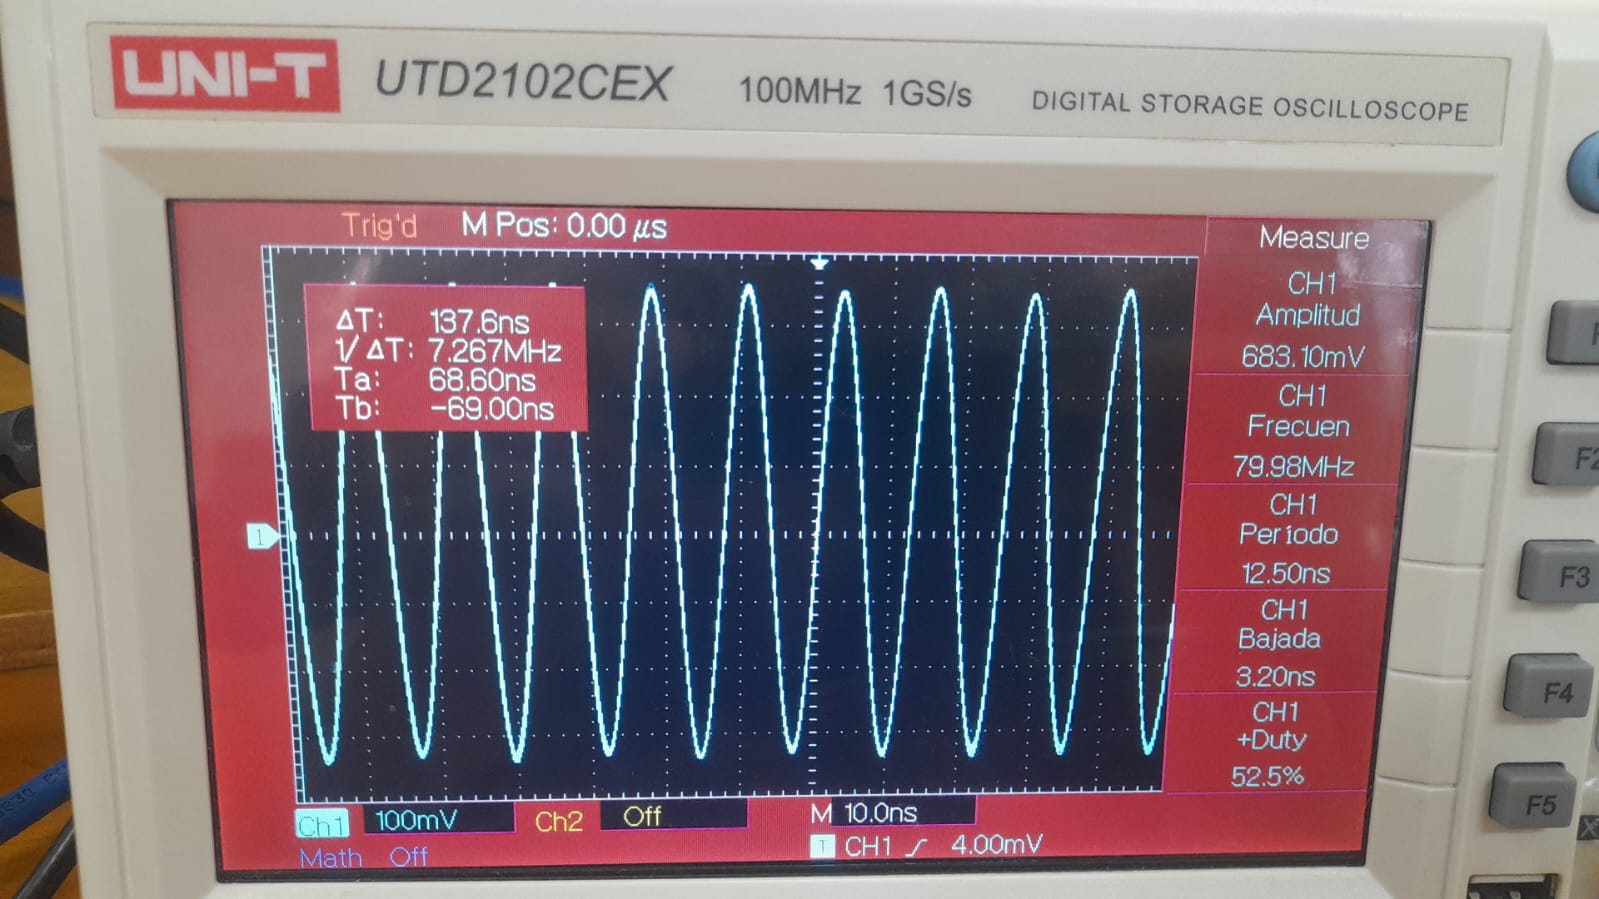 UNI-T UTD2102CEX 100MHz 1GS/s DIGITAL STORAGE OSCILLOSCOPE
Trig'd M Pos: 0.00 µs
ΔT: 137.6ns
1/ΔT: 7.267MHz
Ta: 68.60ns
Tb: -69.00ns
1
Measure
CH1
Amplitud
683.10mV
CH1
Frecuen
79.98MHz
CH1
Período
12.50ns
CH1
Bajada
3.20ns
CH1
+Duty
52.5%
F3
F4
F5
Ch1 100mV Ch2 Off M 10.0ns
Math Off T CH1 4.00mV